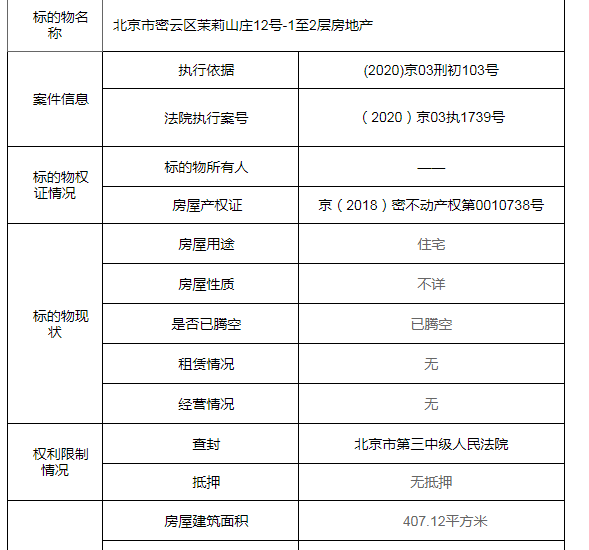 标的物名
称
北京市密云区茉莉山庄12号-1至2层房地产
案件信息
执行依据
(2020)京03刑初103号
法院执行案号
（2020）京03执1739号
标的物权
证情况
标的物所有人
——
房屋产权证
京（2018）密不动产权第0010738号
标的物现
状
房屋用途
住宅
房屋性质
不详
是否已腾空
已腾空
租赁情况
无
经营情况
无
权利限制
情况
查封
北京市第三中级人民法院
抵押
无抵押
房屋建筑面积
407.12平方米